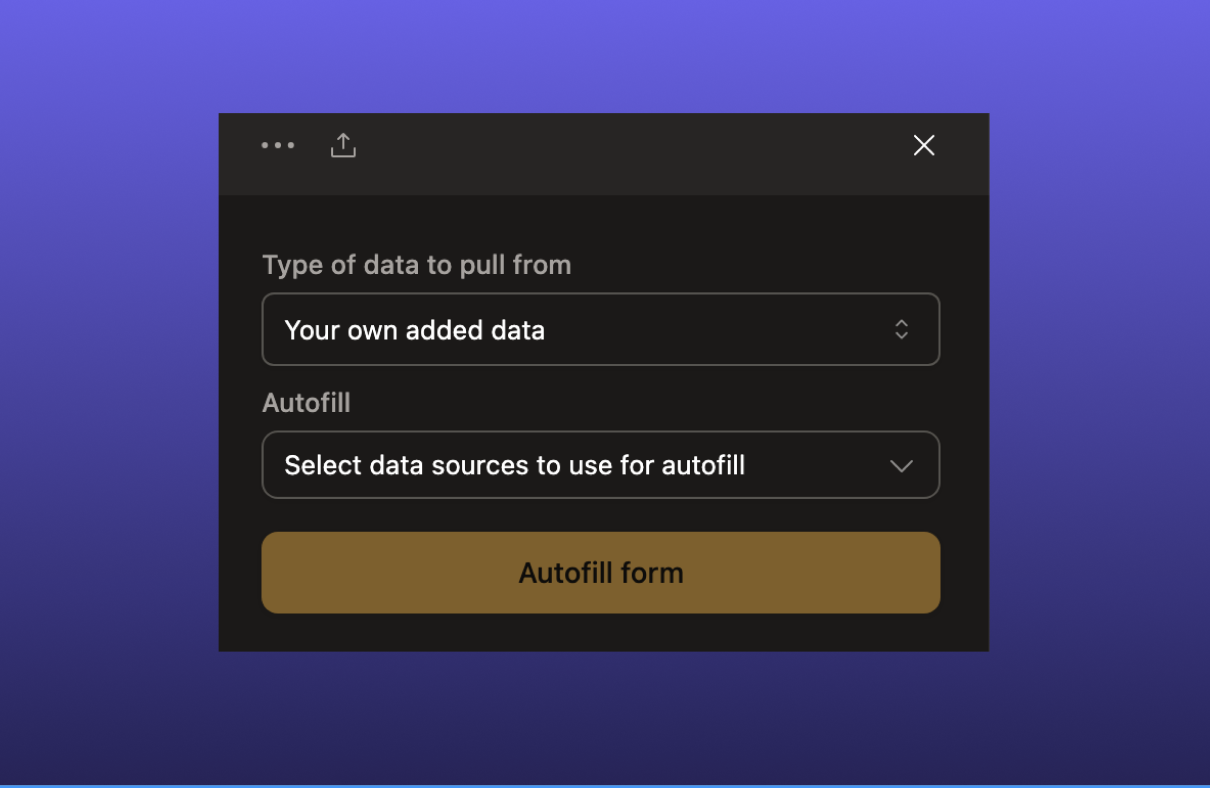 Type of data to pull from
Your own added data
Autofill
Select data sources to use for autofill
Autofill form